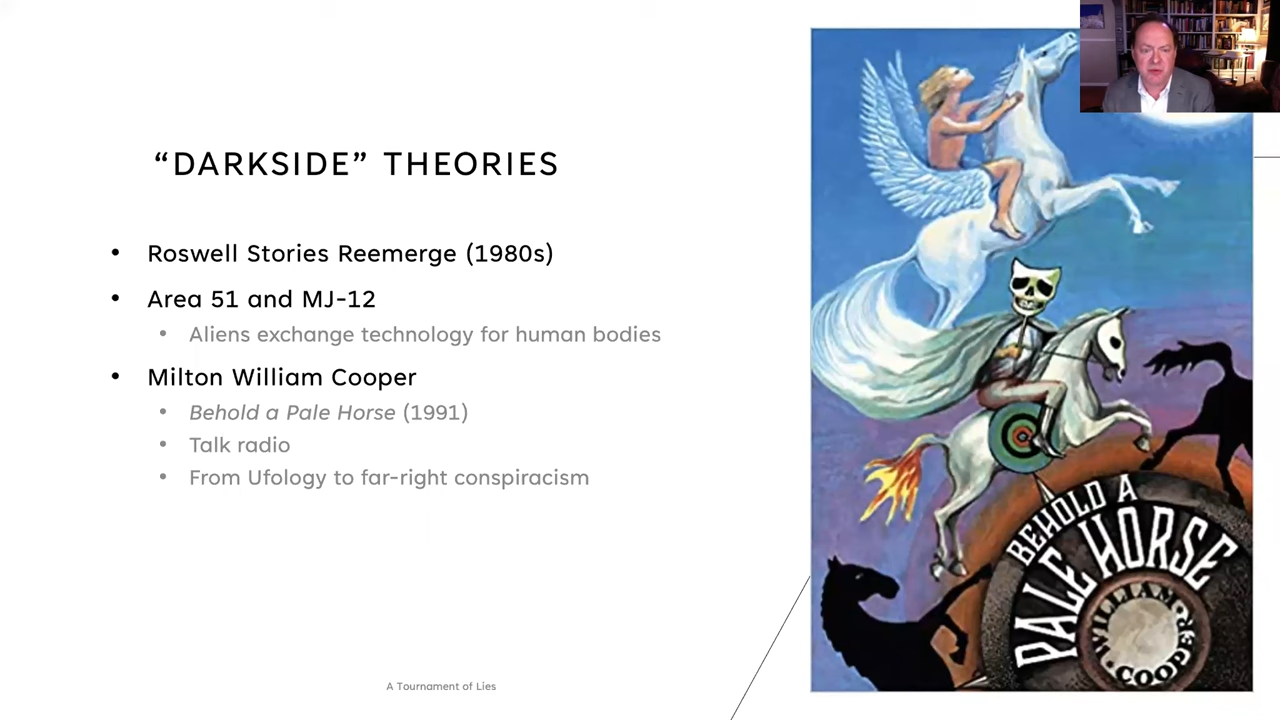 “DARKSIDE” THEORIES
• Roswell Stories Reemerge (1980s)
• Area 51 and MJ-12
• Aliens exchange technology for human bodies
• Milton William Cooper
• Behold a Pale Horse (1991)
• Talk radio
• From Ufology to far-right conspiracism
A Tournament of Lies
BEHOLD A
PALE HORSE
WILLIAM
COOPER